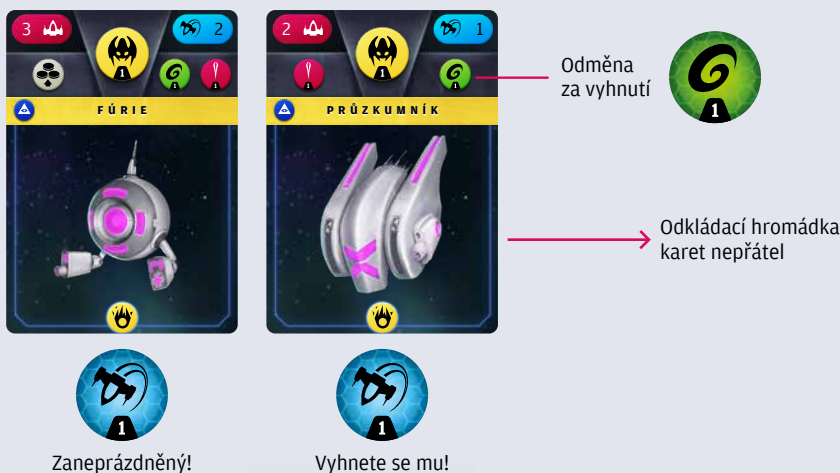 3 2
1
1 1
FÚRIE
2 1
1
1 1
PRŮZKUMNÍK
Odměna
za vyhnutí
1
Odkládací hromádka
karet nepřátel
1
Zaneprázdněný!
1
Vyhnete se mu!